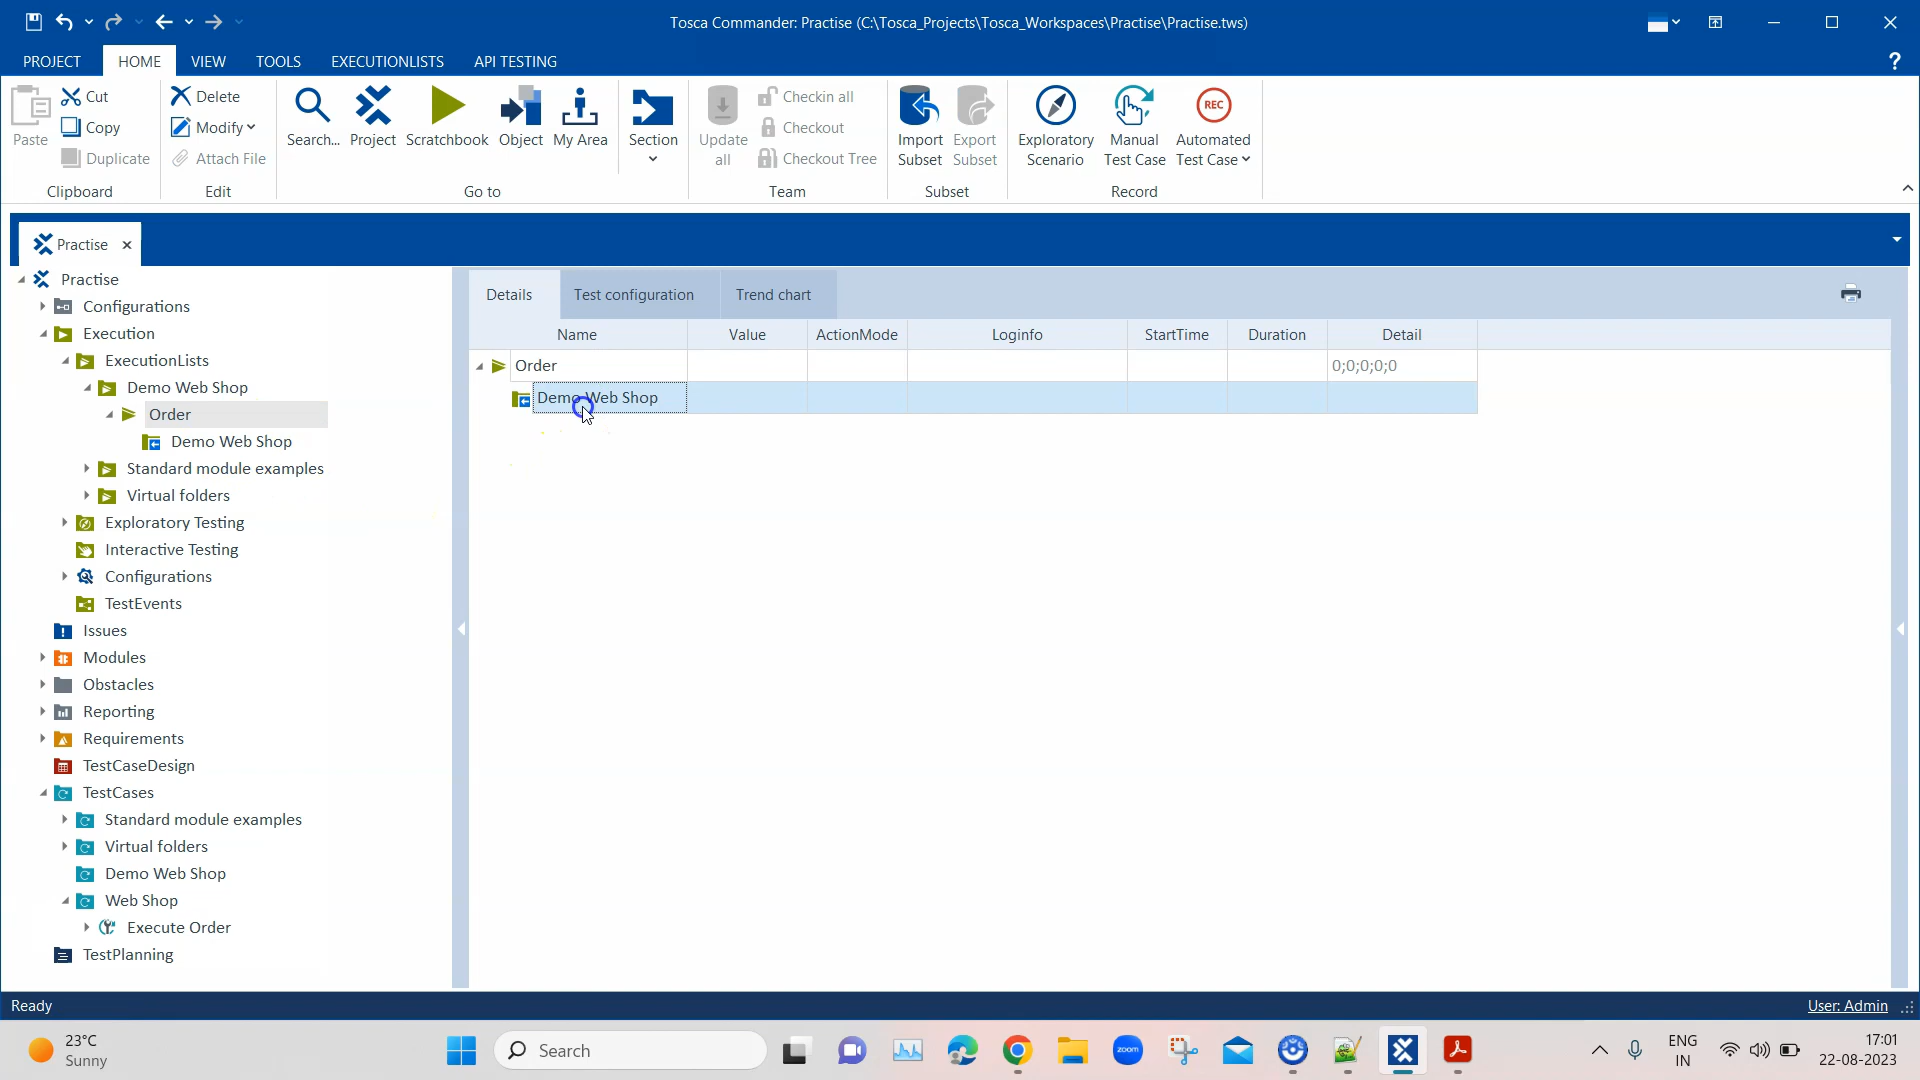 Tosca Commander: Practise (C:\Tosca_Projects\Tosca_Workspaces\Practise\Practise.tws)
PROJECT HOME VIEW TOOLS EXECUTIONLISTS API TESTING ?
Paste
Cut
Copy
Duplicate
Clipboard
Delete
Modify
Attach File
Edit
Search... Project Scratchbook Object My Area Section
Go to
Update all
Checkin all
Checkout
Checkout Tree
Team
Import Subset
Export Subset
Subset
Exploratory Scenario
Manual Test Case
REC
Automated Test Case
Record
Practise
Practise
Configurations
Execution
ExecutionLists
Demo Web Shop
Order
Demo Web Shop
Standard module examples
Virtual folders
Exploratory Testing
Interactive Testing
Configurations
TestEvents
Issues
Modules
Obstacles
Reporting
Requirements
TestCaseDesign
TestCases
Standard module examples
Virtual folders
Demo Web Shop
Web Shop
Execute Order
TestPlanning
Details Test configuration Trend chart
Name Value ActionMode Loginfo StartTime Duration Detail
Order 0;0;0;0;0
Demo Web Shop
Ready
User: Admin
23°C
Sunny
Search
zoom
ENG
IN
17:01
22-08-2023